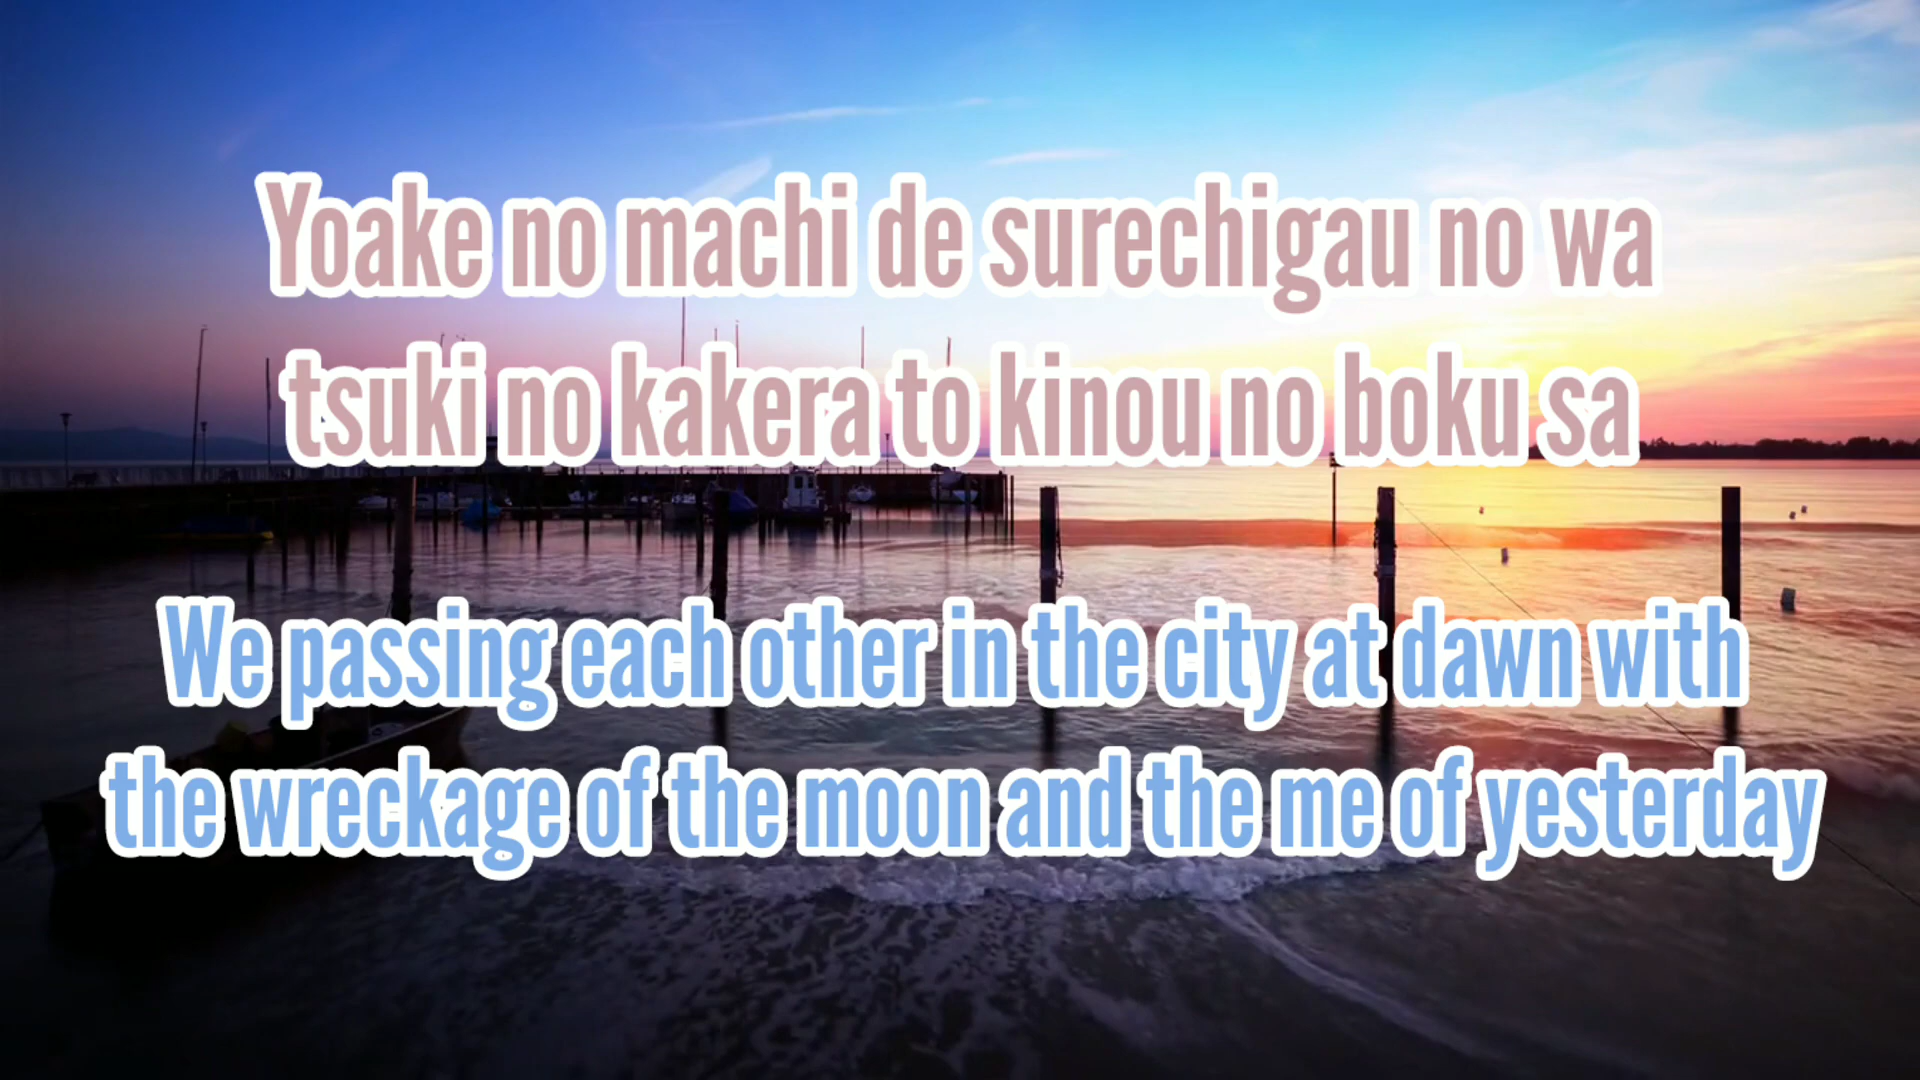 Yoake no machi de surechigau no wa
tsuki no kakera to kinou no boku sa
We passing each other in the city at dawn with
the wreckage of the moon and the me of yesterday